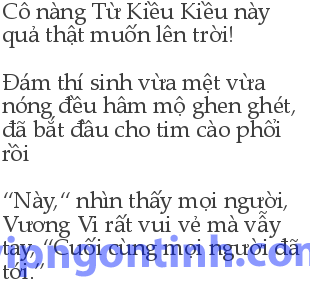 Cô nàng Từ Kiều Kiều này
quả thật muốn lên trời!
Đám thí sinh vừa mệt vừa
nóng đều hâm mộ ghen ghét,
đã bắt đầu cho tim cào phổi
rồi
“Này,“ nhìn thấy mọi người,
Vương Vi rất vui vẻ mà vẫy
tay, “Cuối cùng mọi người đã
tới.”
vipngontinh.com